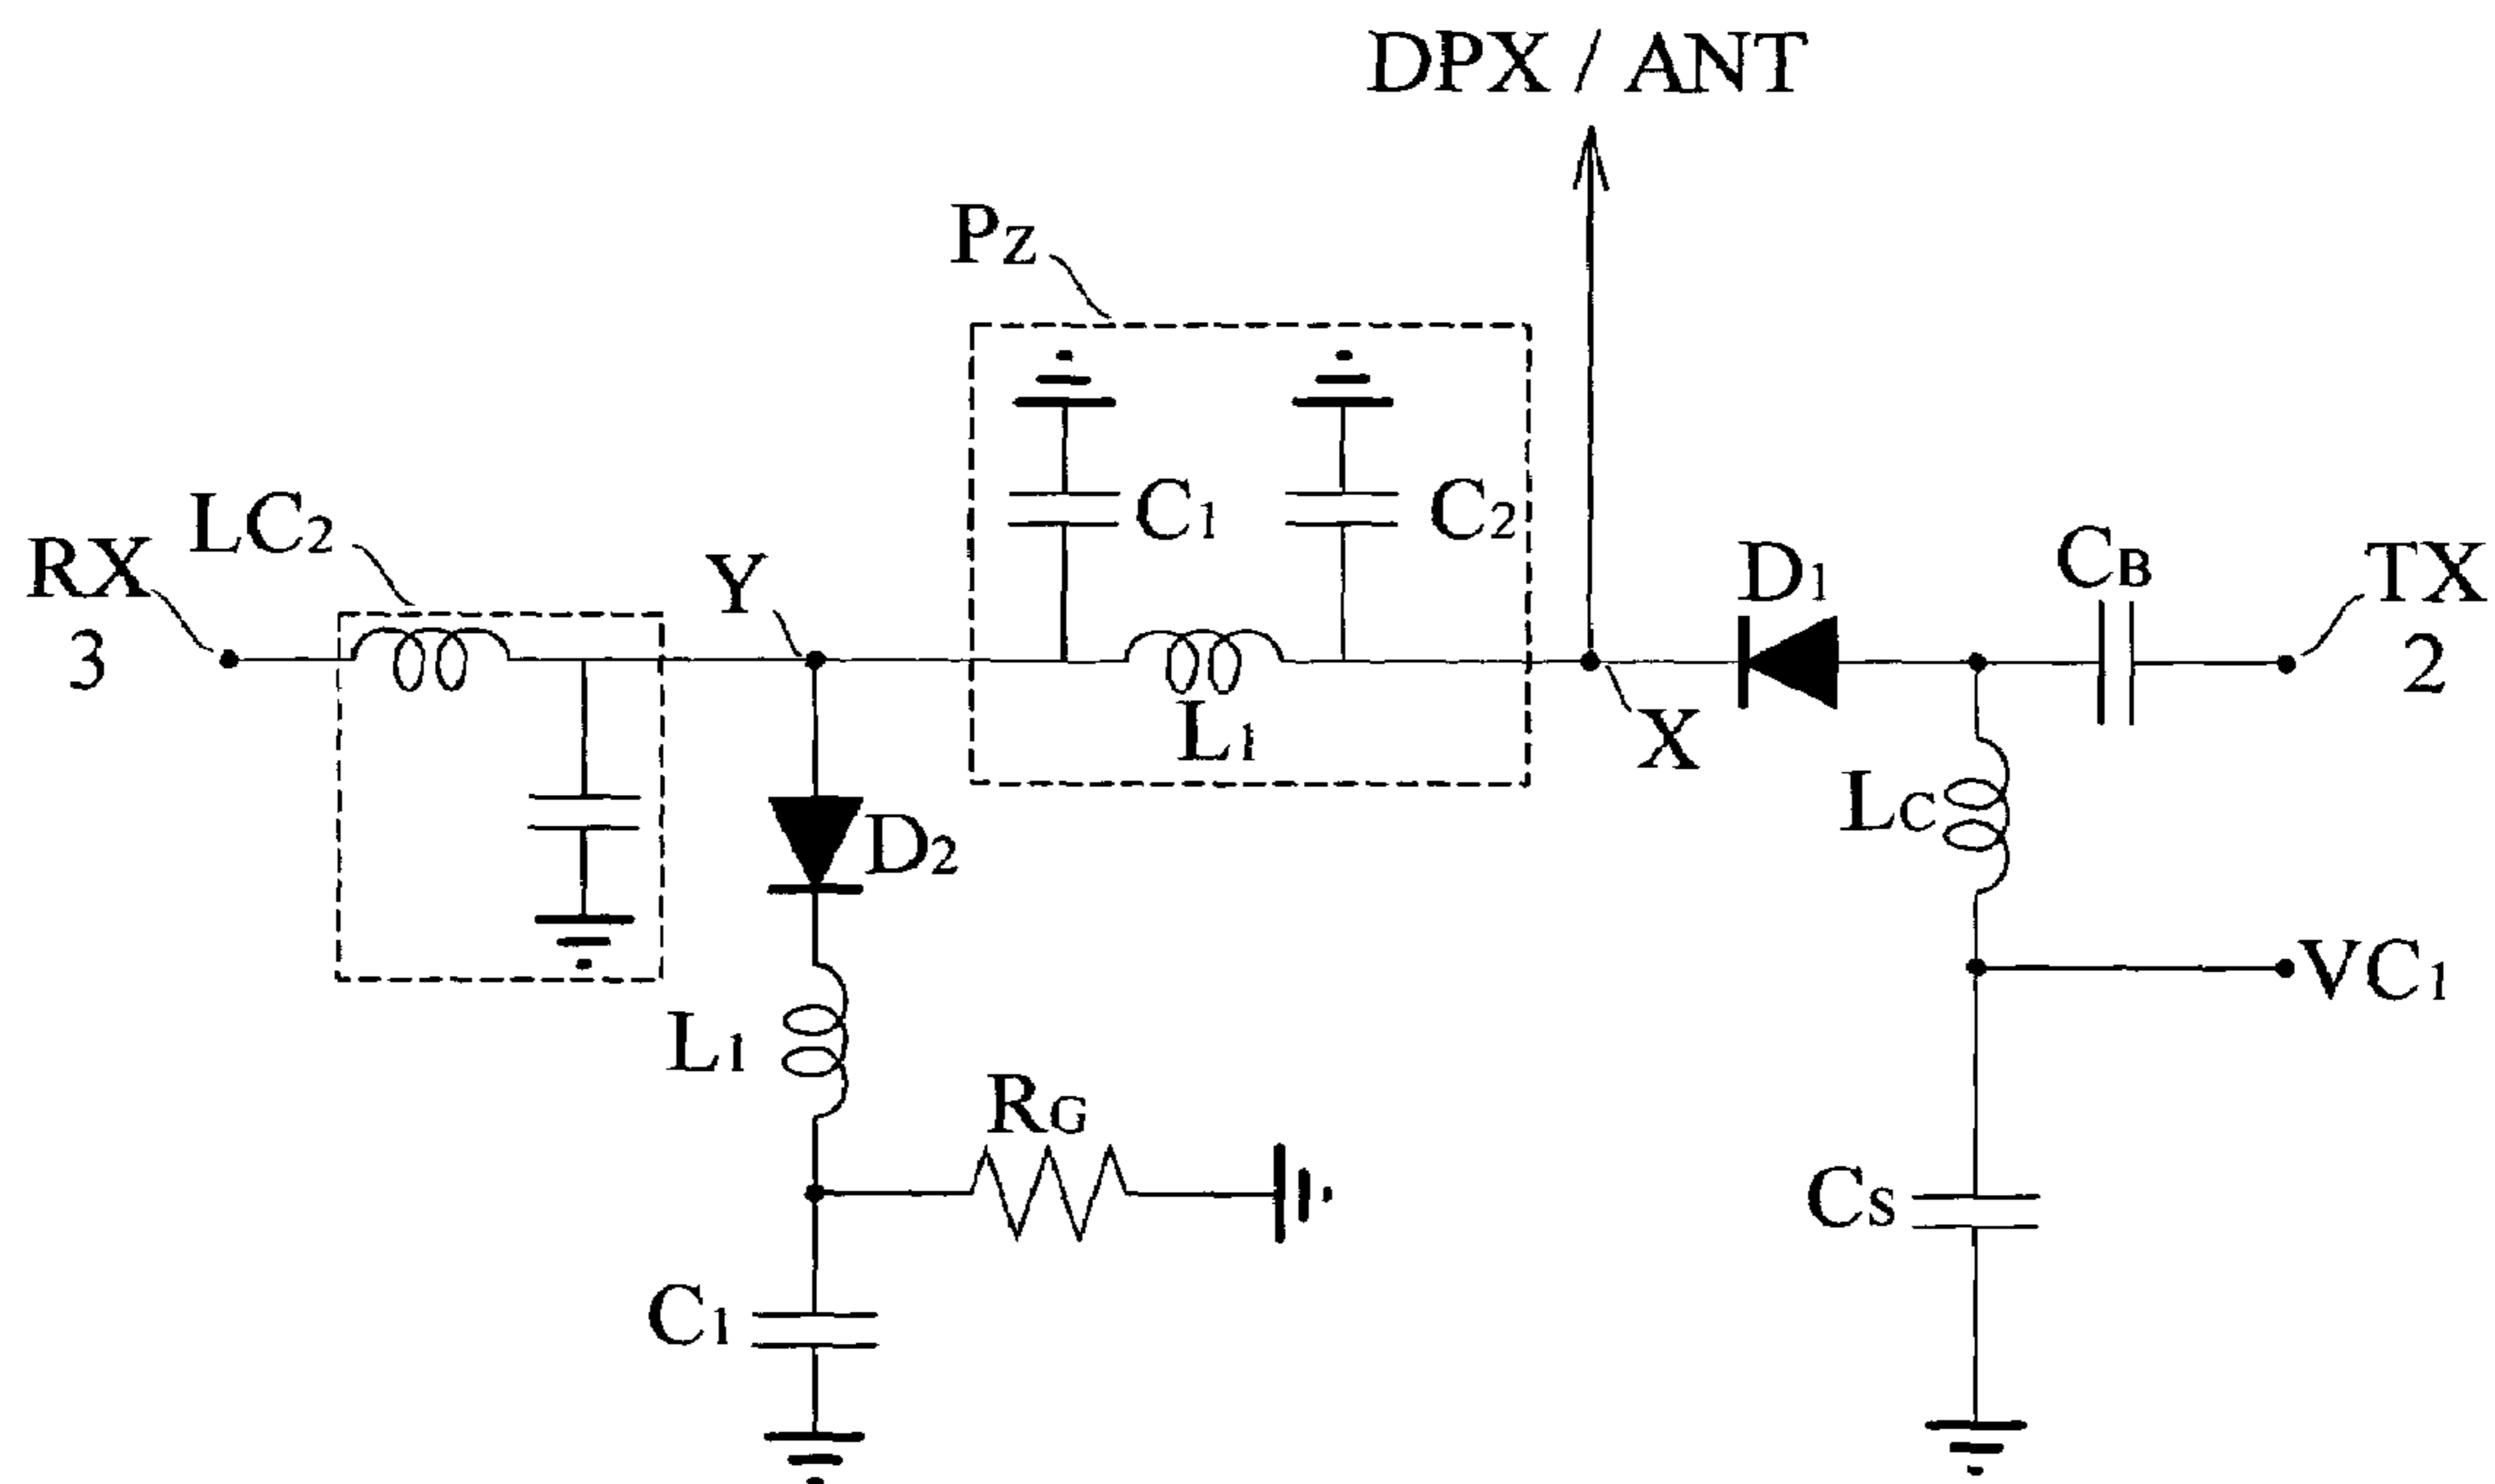 DPX / ANT
PZ
LC2
RX
3
Y
C1
C2
L1
X
D1
CB
TX
2
D2
LC
VC1
L1
RG
CS
C1